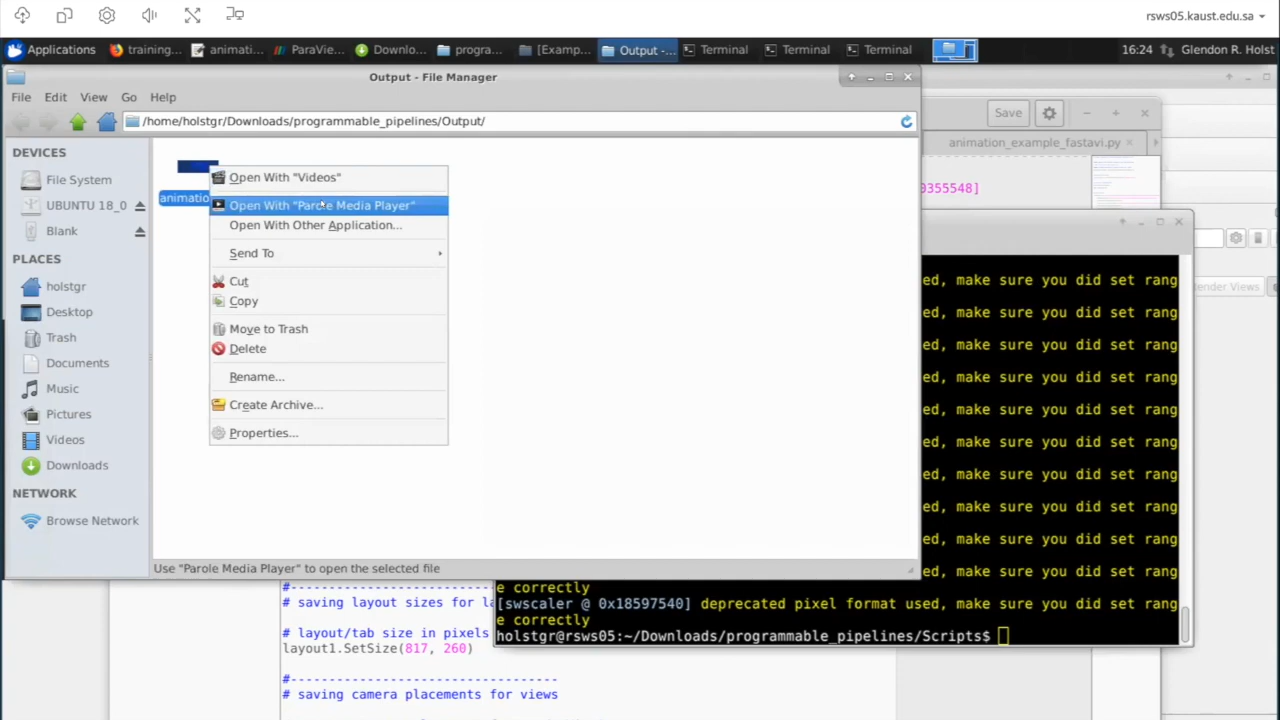 rsws05.kaust.edu.sa
Applications training... animati... ParaVi... Downlo... progra... [Examp... Output -... Terminal Terminal Terminal 16:24 Glendon R. Holst
Output - File Manager
File Edit View Go Help
/home/holstgr/Downloads/programmable_pipelines/Output/
DEVICES
File System
UBUNTU 18_0
Blank
PLACES
holstgr
Desktop
Trash
Documents
Music
Pictures
Videos
Downloads
NETWORK
Browse Network
animatio
Open With "Videos"
Open With "Parole Media Player"
Open With Other Application...
Send To
Cut
Copy
Move to Trash
Delete
Rename...
Create Archive...
Properties...
Use "Parole Media Player" to open the selected file
Save
animation_example_fastavi.py
0355548]
ender Views
ed, make sure you did set rang
ed, make sure you did set rang
ed, make sure you did set rang
ed, make sure you did set rang
ed, make sure you did set rang
ed, make sure you did set rang
ed, make sure you did set rang
ed, make sure you did set rang
ed, make sure you did set rang
ed, make sure you did set rang
e correctly
[swscaler @ 0x18597540] deprecated pixel format used, make sure you did set rang
e correctly
holstgr@rsws05:~/Downloads/programmable_pipelines/Scripts$
#--------------------------
# saving layout sizes for la
# layout/tab size in pixels
layout1.SetSize(817, 260)
#-----------------------------------
# saving camera placements for views